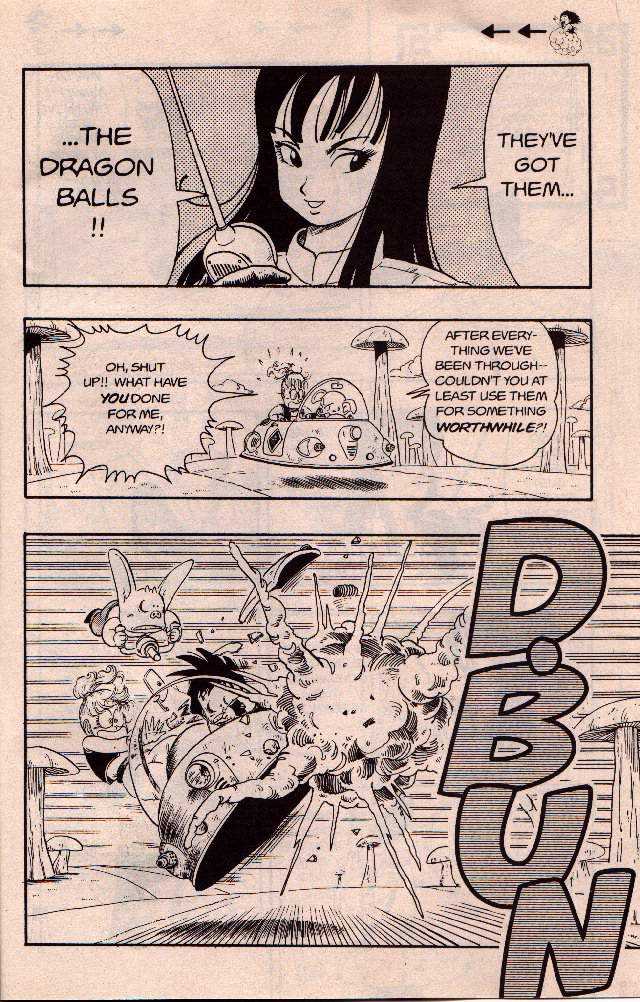 THEY'VE
GOT
THEM...
...THE
DRAGON
BALLS
!!
AFTER EVERY-
THING WE'VE
BEEN THROUGH--
COULDN'T YOU AT
LEAST USE THEM
FOR SOMETHING
WORTHWHILE?!
OH, SHUT
UP!! WHAT HAVE
YOU DONE
FOR ME,
ANYWAY?!
D.BUN